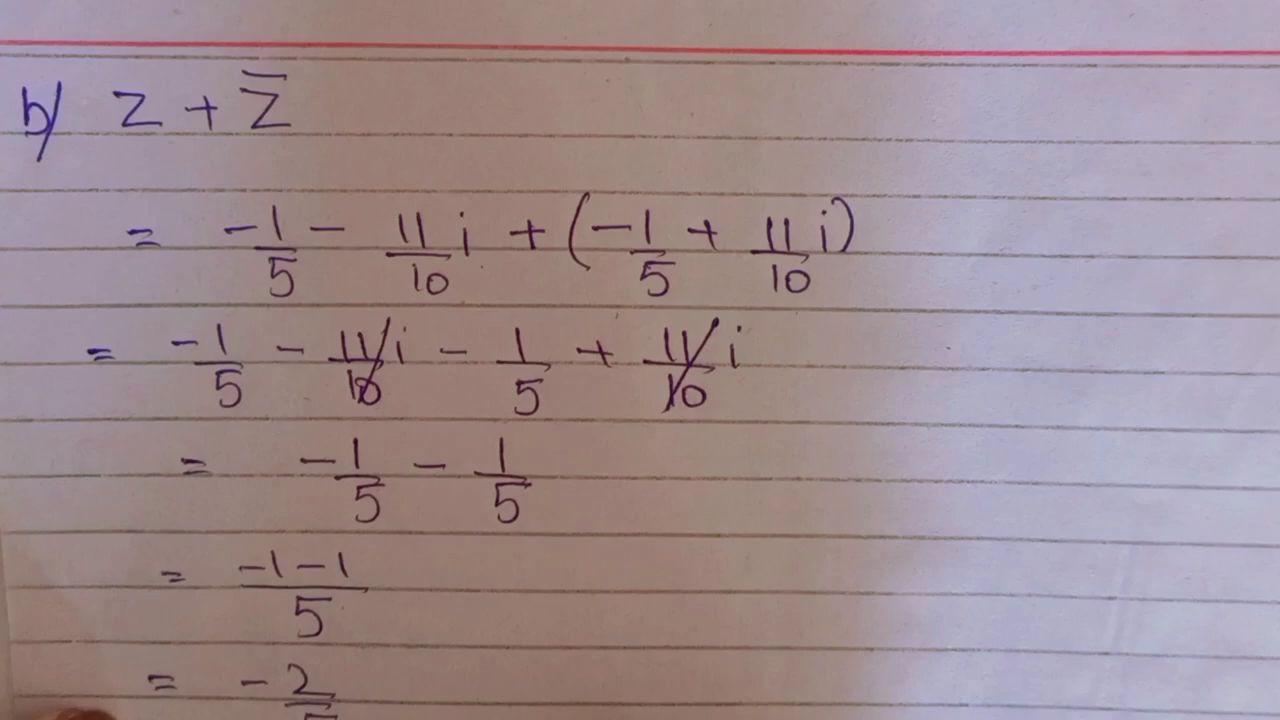 b/ Z + Z̅
= -1/5 - 11/10 i + (-1/5 + 11/10 i)
= -1/5 - 11/10 i - 1/5 + 11/10 i
= -1/5 - 1/5
= -1-1/5
= -2/5